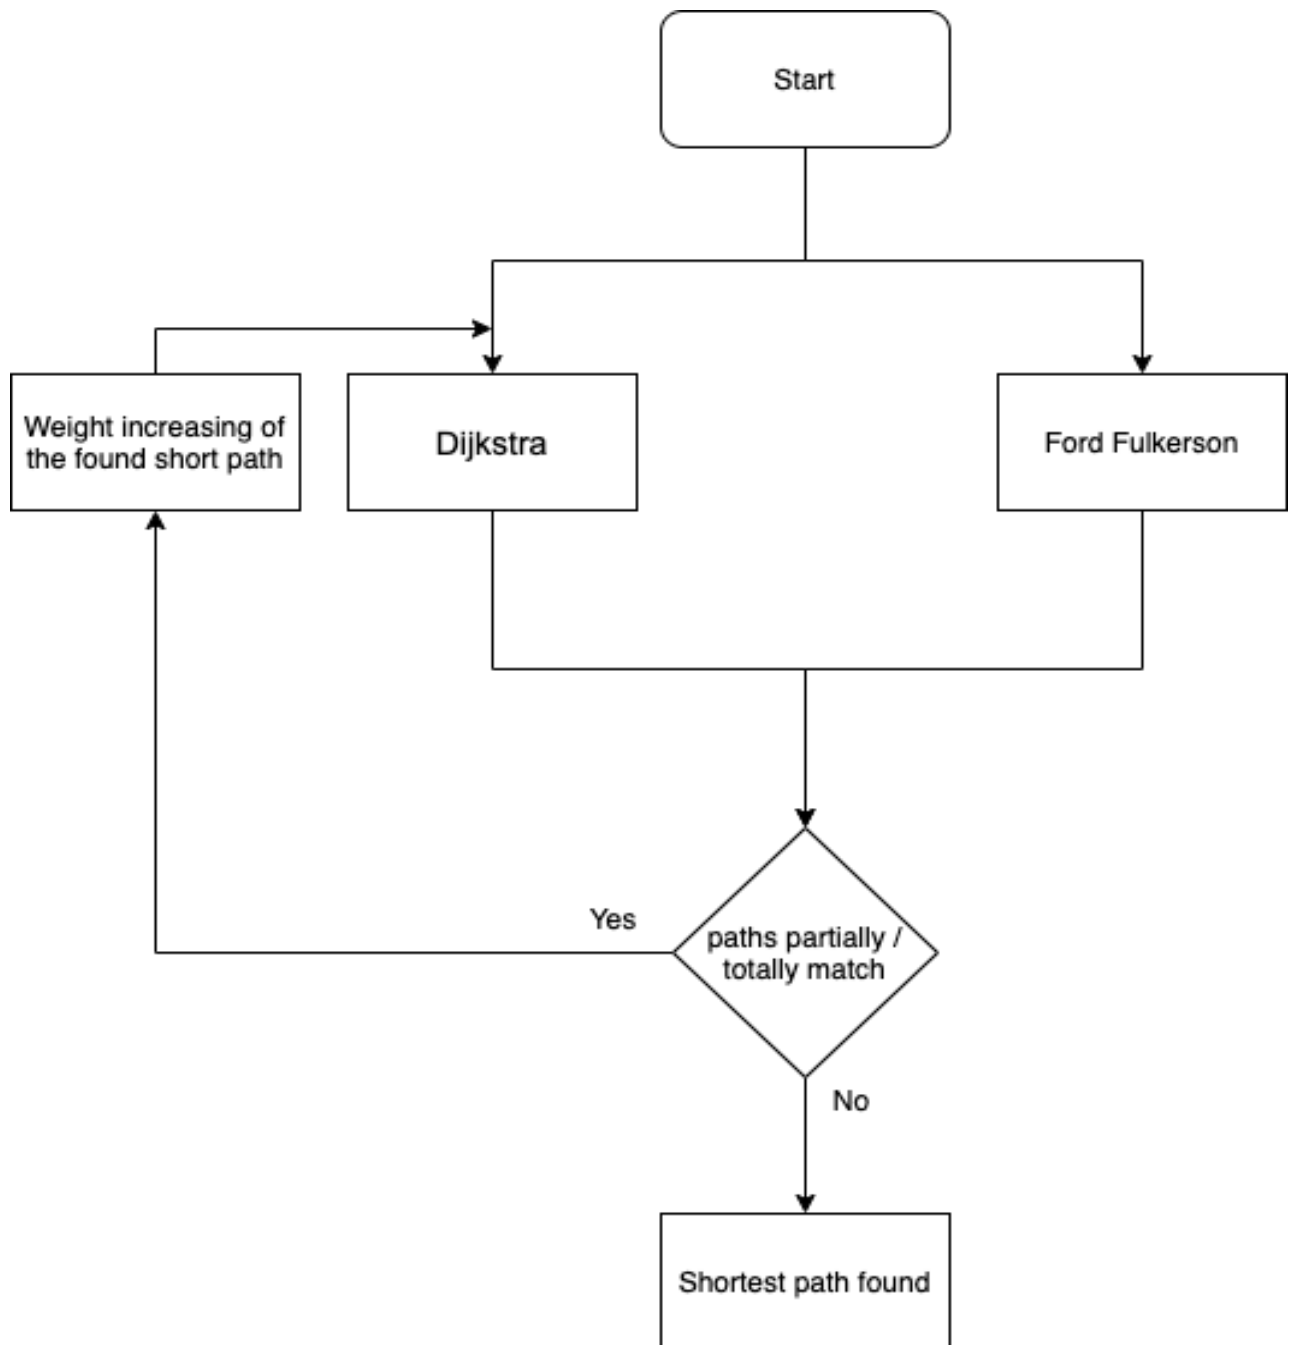 Start
Weight increasing of
the found short path
Dijkstra
Ford Fulkerson
Yes
paths partially /
totally match
No
Shortest path found